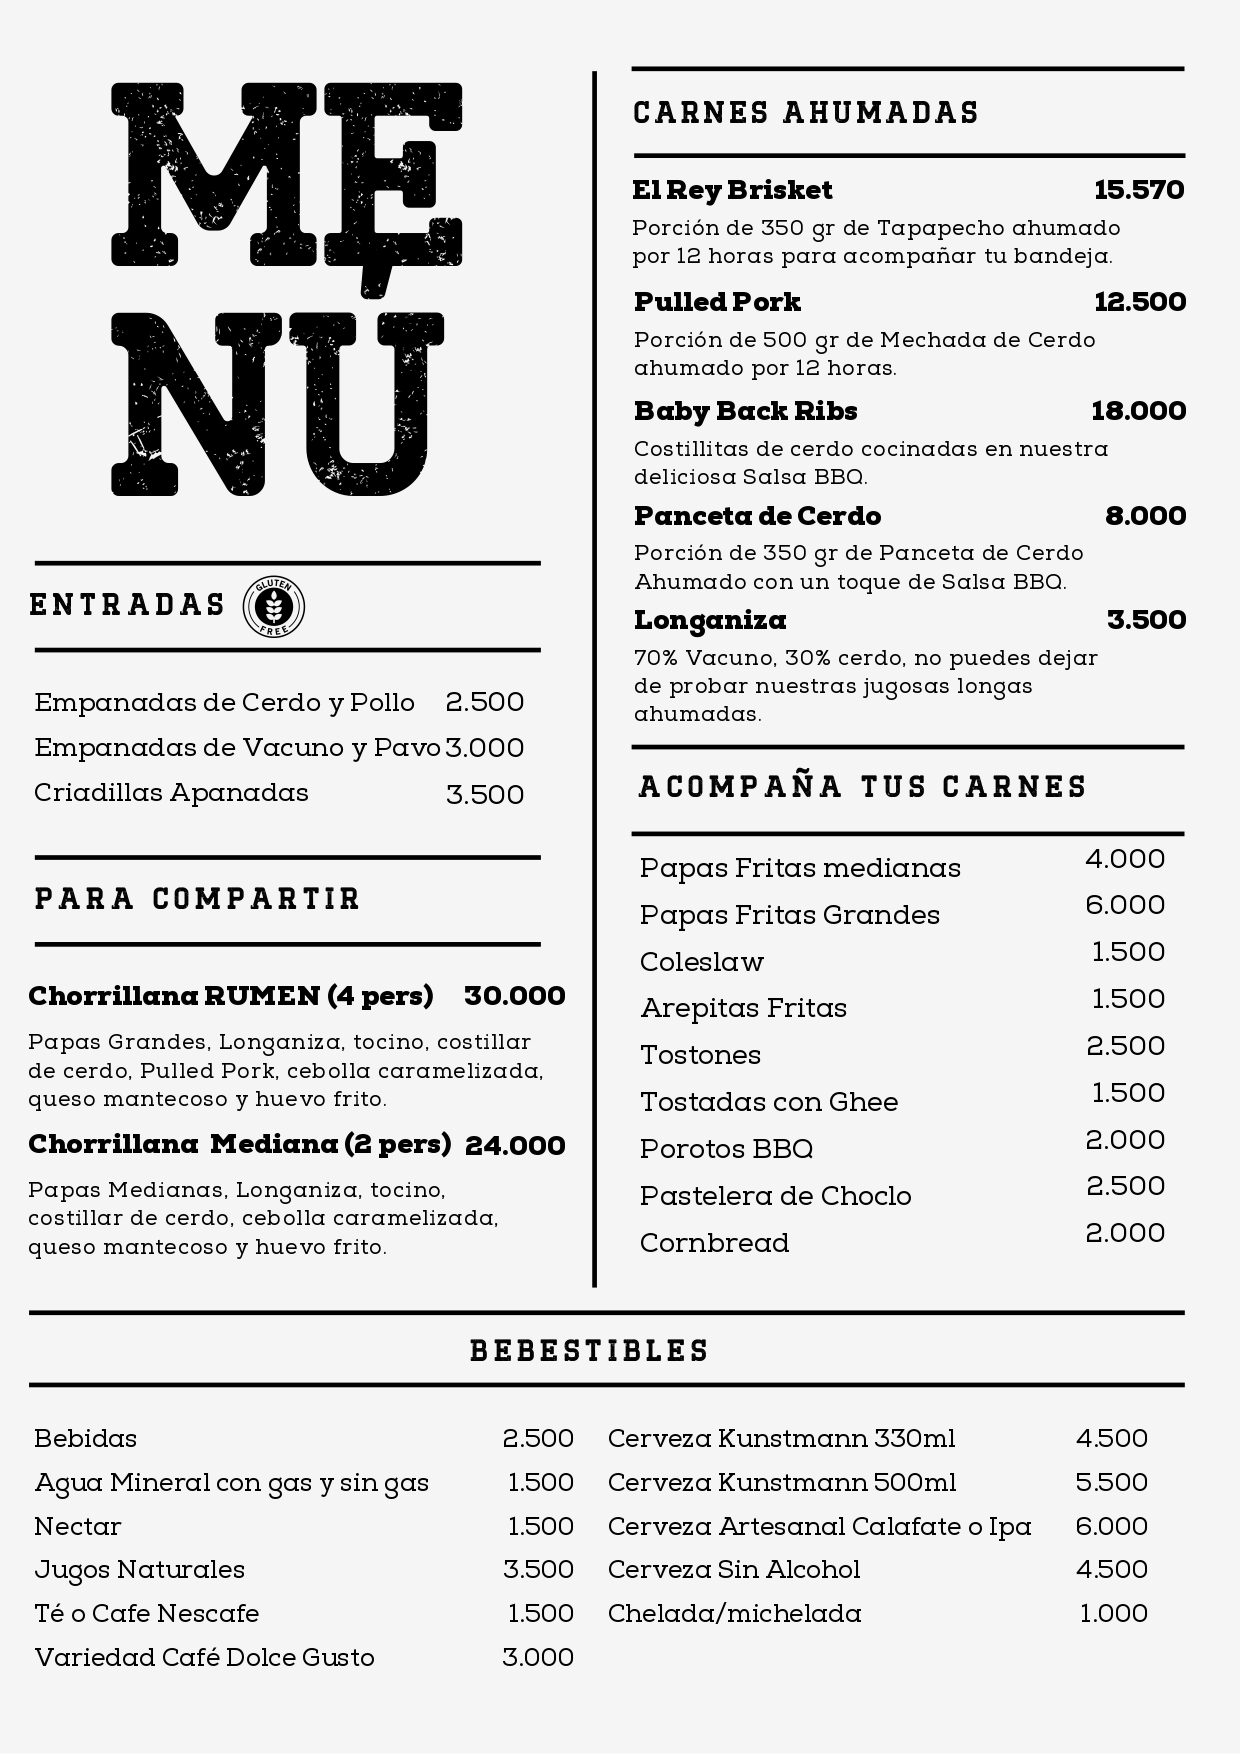 MENÚ
ENTRADAS
GLUTEN FREE
Empanadas de Cerdo y Pollo 2.500
Empanadas de Vacuno y Pavo 3.000
Criadillas Apanadas 3.500
PARA COMPARTIR
Chorrillana RUMEN (4 pers) 30.000
Papas Grandes, Longaniza, tocino, costillar
de cerdo, Pulled Pork, cebolla caramelizada,
queso mantecoso y huevo frito.
Chorrillana Mediana (2 pers) 24.000
Papas Medianas, Longaniza, tocino,
costillar de cerdo, cebolla caramelizada,
queso mantecoso y huevo frito.
CARNES AHUMADAS
El Rey Brisket 15.570
Porción de 350 gr de Tapapecho ahumado
por 12 horas para acompañar tu bandeja.
Pulled Pork 12.500
Porción de 500 gr de Mechada de Cerdo
ahumado por 12 horas.
Baby Back Ribs 18.000
Costillitas de cerdo cocinadas en nuestra
deliciosa Salsa BBQ.
Panceta de Cerdo 8.000
Porción de 350 gr de Panceta de Cerdo
Ahumado con un toque de Salsa BBQ.
Longaniza 3.500
70% Vacuno, 30% cerdo, no puedes dejar
de probar nuestras jugosas longas
ahumadas.
ACOMPAÑA TUS CARNES
Papas Fritas medianas 4.000
Papas Fritas Grandes 6.000
Coleslaw 1.500
Arepitas Fritas 1.500
Tostones 2.500
Tostadas con Ghee 1.500
Porotos BBQ 2.000
Pastelera de Choclo 2.500
Cornbread 2.000
BEBESTIBLES
Bebidas 2.500
Agua Mineral con gas y sin gas 1.500
Nectar 1.500
Jugos Naturales 3.500
Té o Cafe Nescafe 1.500
Variedad Café Dolce Gusto 3.000
Cerveza Kunstmann 330ml 4.500
Cerveza Kunstmann 500ml 5.500
Cerveza Artesanal Calafate o Ipa 6.000
Cerveza Sin Alcohol 4.500
Chelada/michelada 1.000